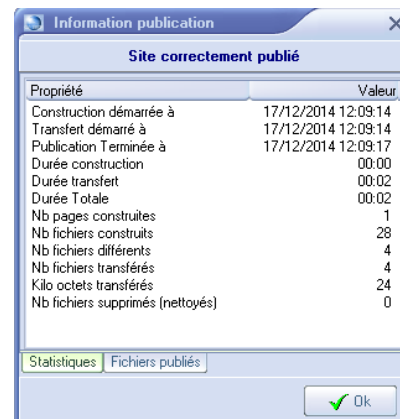 Information publication
Site correctement publié
Propriété Valeur
Construction démarrée à 17/12/2014 12:09:14
Transfert démarré à 17/12/2014 12:09:14
Publication Terminée à 17/12/2014 12:09:17
Durée construction 00:00
Durée transfert 00:02
Durée Totale 00:02
Nb pages construites 1
Nb fichiers construits 28
Nb fichiers différents 4
Nb fichiers transférés 4
Kilo octets transférés 24
Nb fichiers supprimés (nettoyés) 0
Statistiques Fichiers publiés
Ok